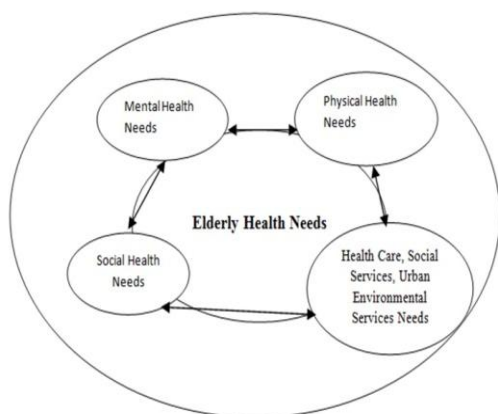 Mental Health
Needs
Physical Health
Needs
Elderly Health Needs
Social Health
Needs
Health Care, Social
Services, Urban
Environmental
Services Needs